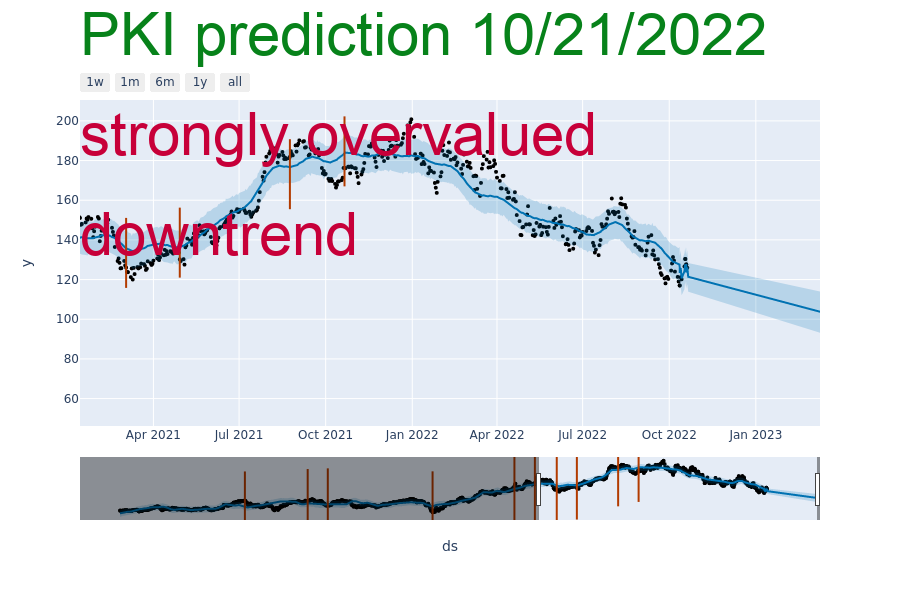 PKI prediction 10/21/2022
1w 1m 6m 1y all
strongly overvalued
downtrend
200
180
160
140
120
100
80
60
y
Apr 2021 Jul 2021 Oct 2021 Jan 2022 Apr 2022 Jul 2022 Oct 2022 Jan 2023
ds